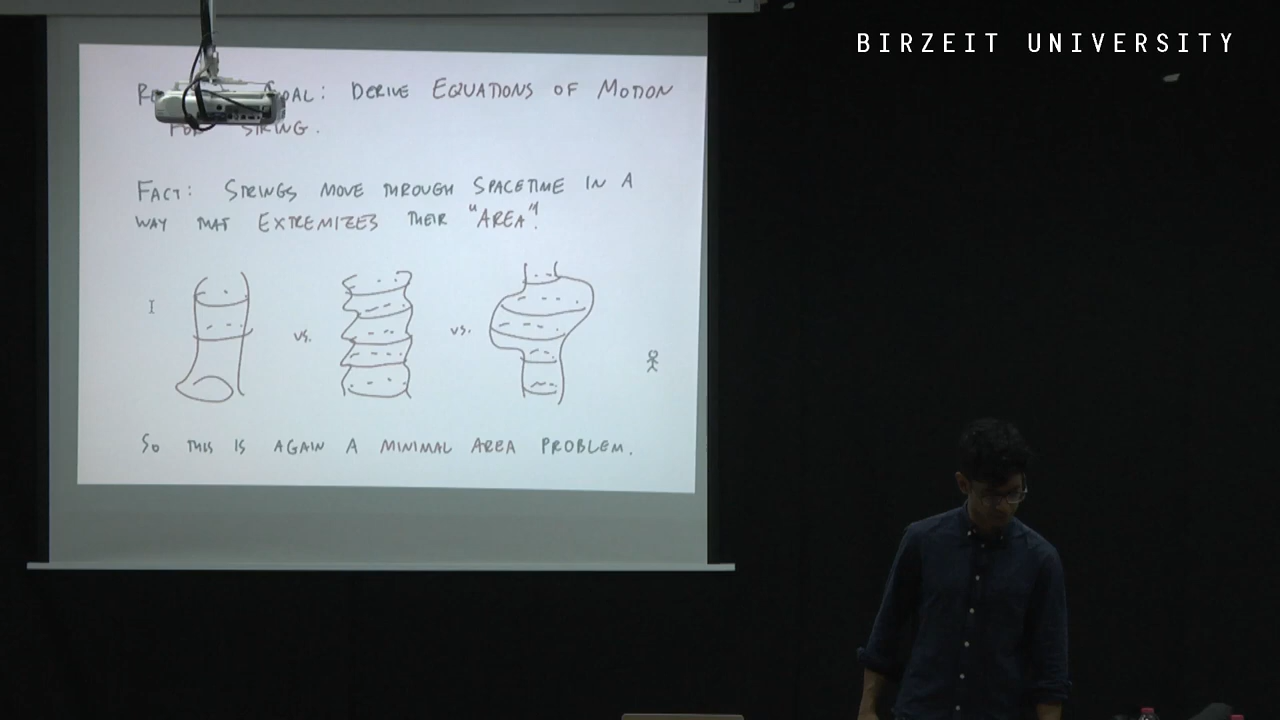 BIRZEIT UNIVERSITY
GOAL: DERIVE EQUATIONS OF MOTION
FOR STRING.
FACT: STRINGS MOVE THROUGH SPACETIME IN A
WAY THAT EXTREMIZES THEIR "AREA".
VS. VS.
SO THIS IS AGAIN A MINIMAL AREA PROBLEM.